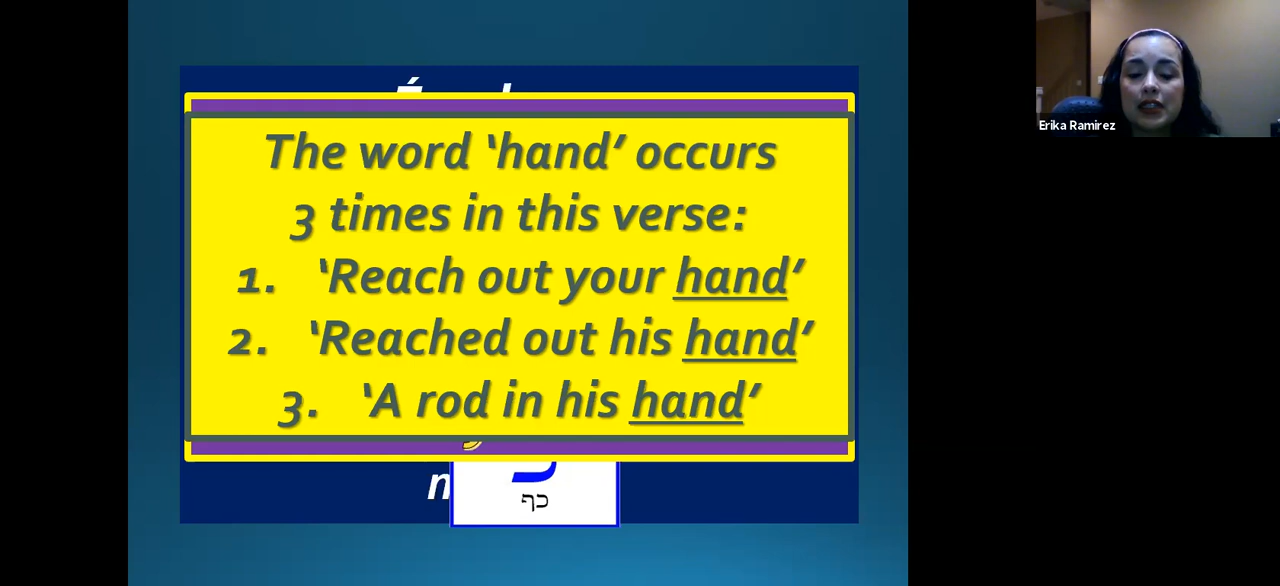 The word ‘hand’ occurs
3 times in this verse:
1. ‘Reach out your hand’
2. ‘Reached out his hand’
3. ‘A rod in his hand’
כף
Erika Ramirez